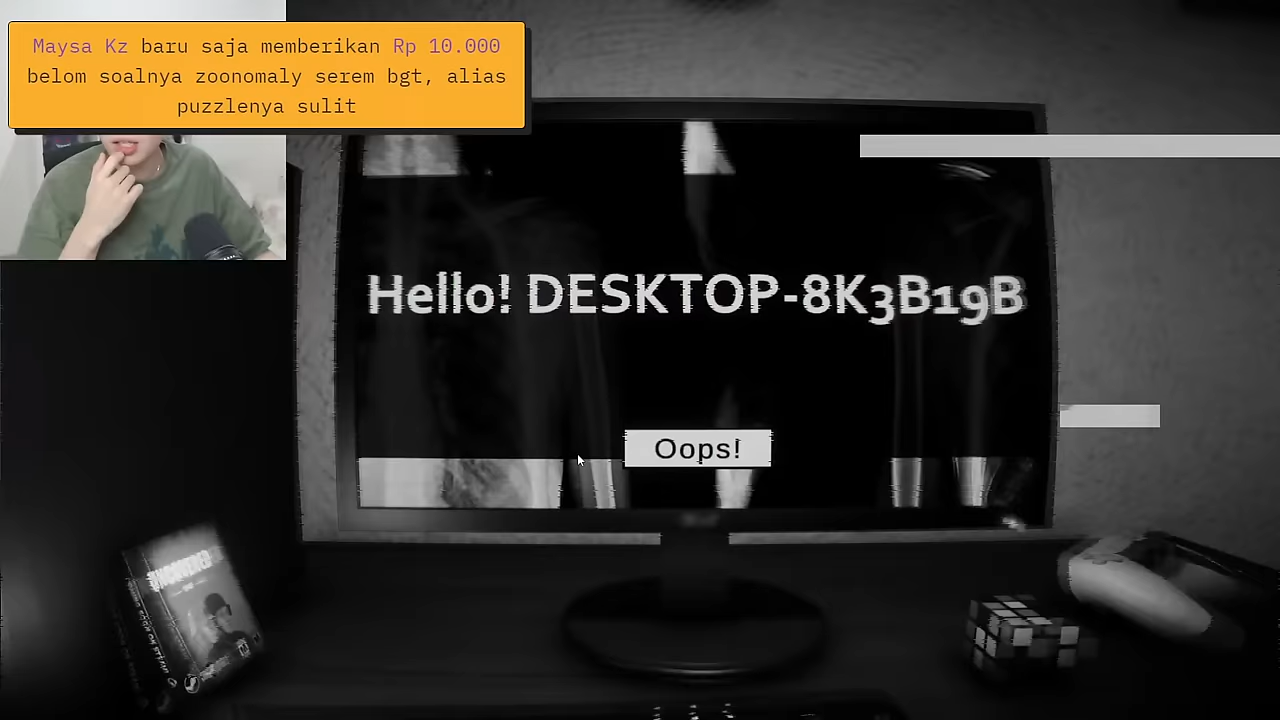 Maysa Kz baru saja memberikan Rp 10.000
belom soalnya zoonomaly serem bgt, alias
puzzlenya sulit
Hello! DESKTOP-8K3B19B
Oops!